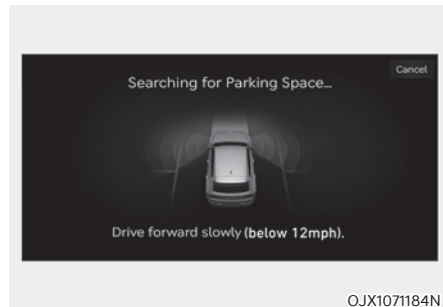 Cancel
Searching for Parking Space...
Drive forward slowly (below 12mph).
OJX1071184N